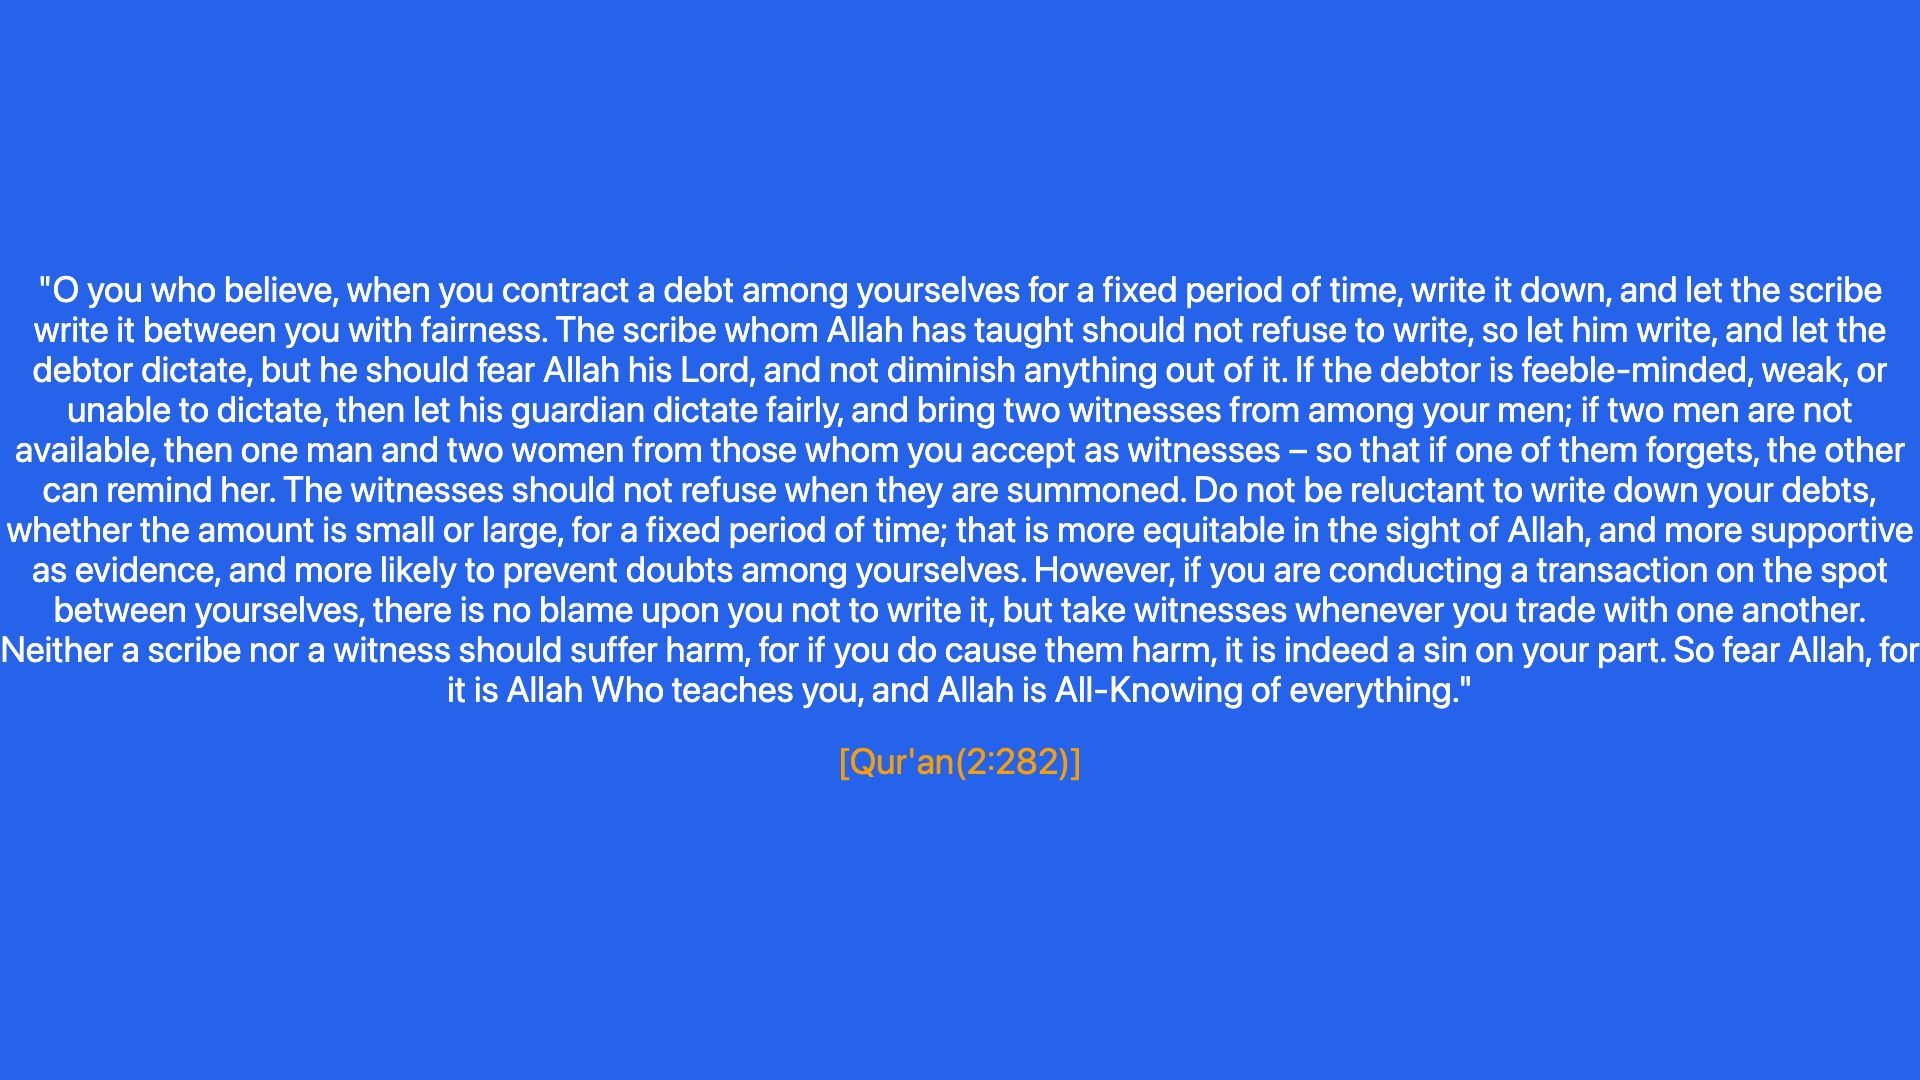 "O you who believe, when you contract a debt among yourselves for a fixed period of time, write it down, and let the scribe
write it between you with fairness. The scribe whom Allah has taught should not refuse to write, so let him write, and let the
debtor dictate, but he should fear Allah his Lord, and not diminish anything out of it. If the debtor is feeble-minded, weak, or
unable to dictate, then let his guardian dictate fairly, and bring two witnesses from among your men; if two men are not
available, then one man and two women from those whom you accept as witnesses – so that if one of them forgets, the other
can remind her. The witnesses should not refuse when they are summoned. Do not be reluctant to write down your debts,
whether the amount is small or large, for a fixed period of time; that is more equitable in the sight of Allah, and more supportive
as evidence, and more likely to prevent doubts among yourselves. However, if you are conducting a transaction on the spot
between yourselves, there is no blame upon you not to write it, but take witnesses whenever you trade with one another.
Neither a scribe nor a witness should suffer harm, for if you do cause them harm, it is indeed a sin on your part. So fear Allah, for
it is Allah Who teaches you, and Allah is All-Knowing of everything."
[Qur'an(2:282)]